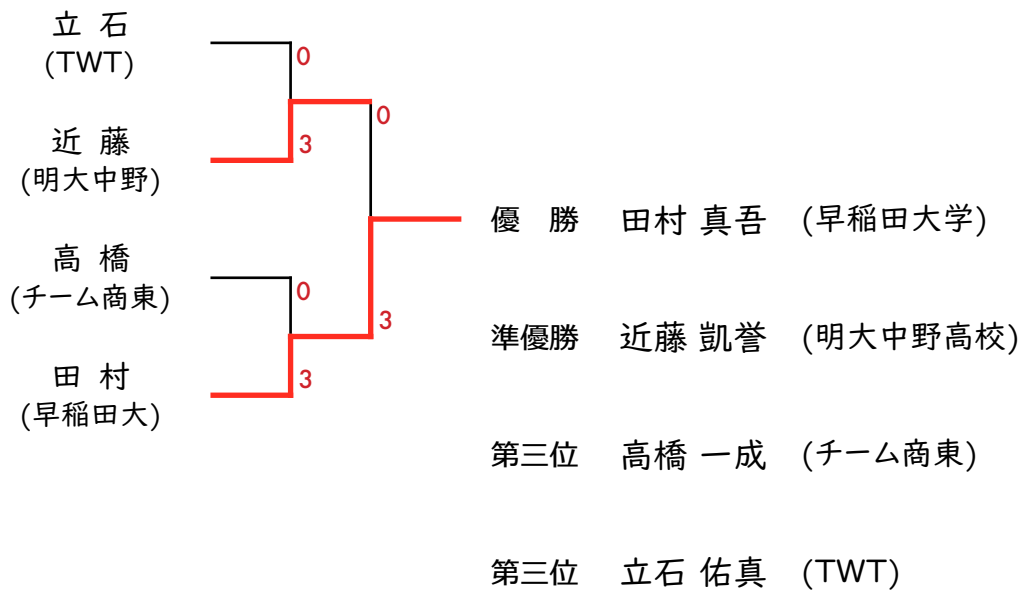 立 石
(TWT)
0
0
近 藤
3
(明大中野)
優　勝　田村 真吾　(早稲田大学)
高 橋
(チーム商東)
0
3
準優勝　近藤 凱誉　(明大中野高校)
田 村
3
(早稲田大)
第三位　高橋 一成　(チーム商東)
第三位　立石 佑真　(TWT)